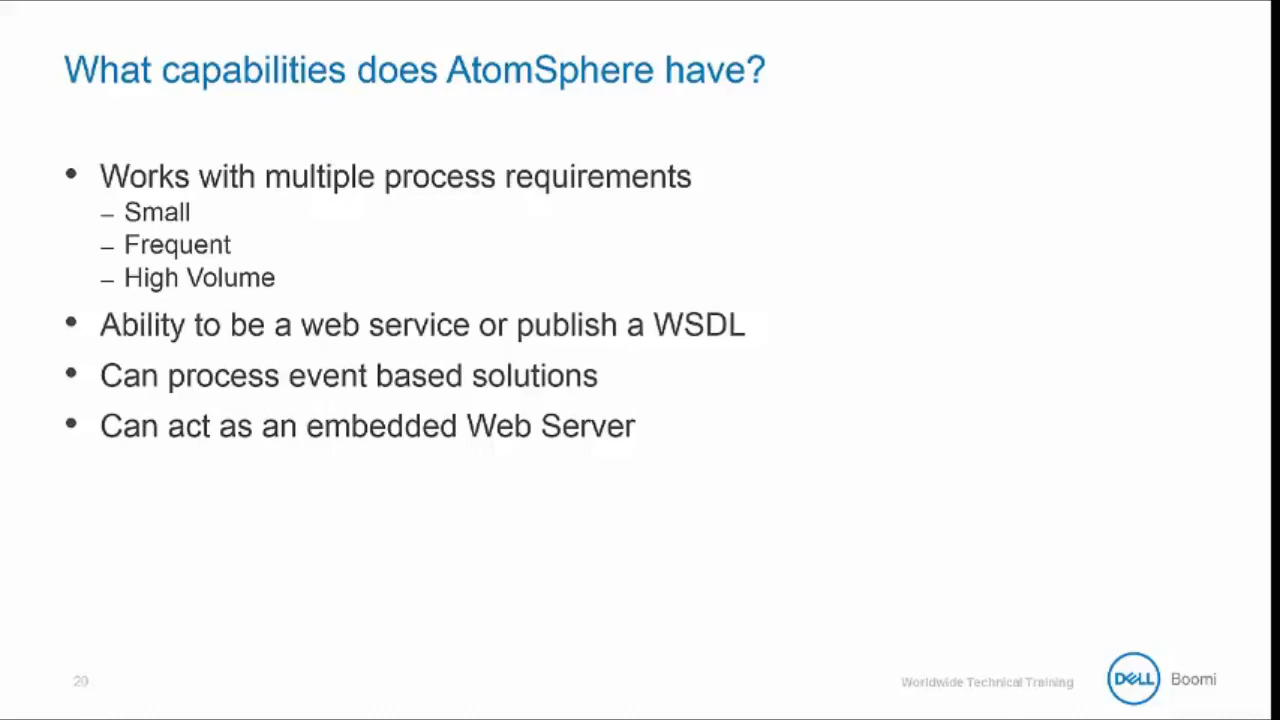 What capabilities does AtomSphere have?
• Works with multiple process requirements
– Small
– Frequent
– High Volume
• Ability to be a web service or publish a WSDL
• Can process event based solutions
• Can act as an embedded Web Server
20
Worldwide Technical Training
DELL
Boomi